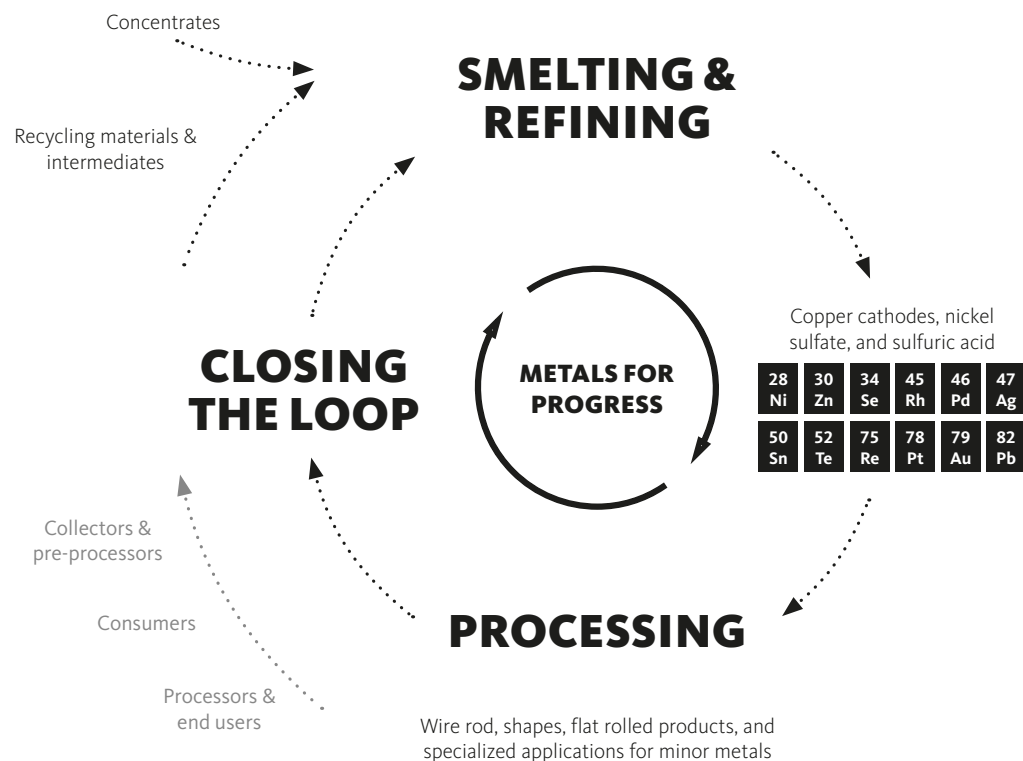 Concentrates
SMELTING &
REFINING
Recycling materials &
intermediates
Copper cathodes, nickel
sulfate, and sulfuric acid
28 30 34 45 46 47
Ni Zn Se Rh Pd Ag
50 52 75 78 79 82
Sn Te Re Pt Au Pb
METALS FOR
PROGRESS
CLOSING
THE LOOP
Collectors &
pre-processors
Consumers
Processors &
end users
PROCESSING
Wire rod, shapes, flat rolled products, and
specialized applications for minor metals